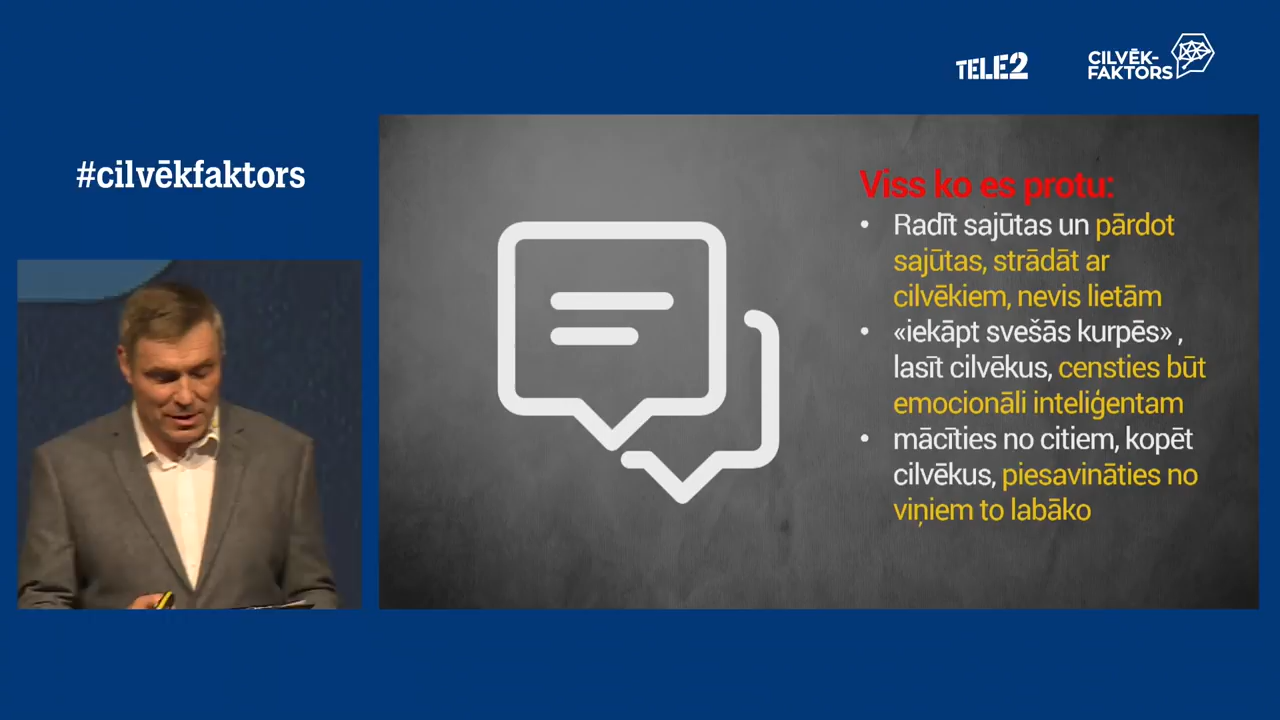 TELE2
CILVĒK-
FAKTORS
#cilvēkfaktors
Viss ko es protu:
• Radīt sajūtas un pārdot
sajūtas, strādāt ar
cilvēkiem, nevis lietām
• «iekāpt svešās kurpēs» ,
lasīt cilvēkus, censties būt
emocionāli inteliģentam
• mācīties no citiem, kopēt
cilvēkus, piesavināties no
viņiem to labāko